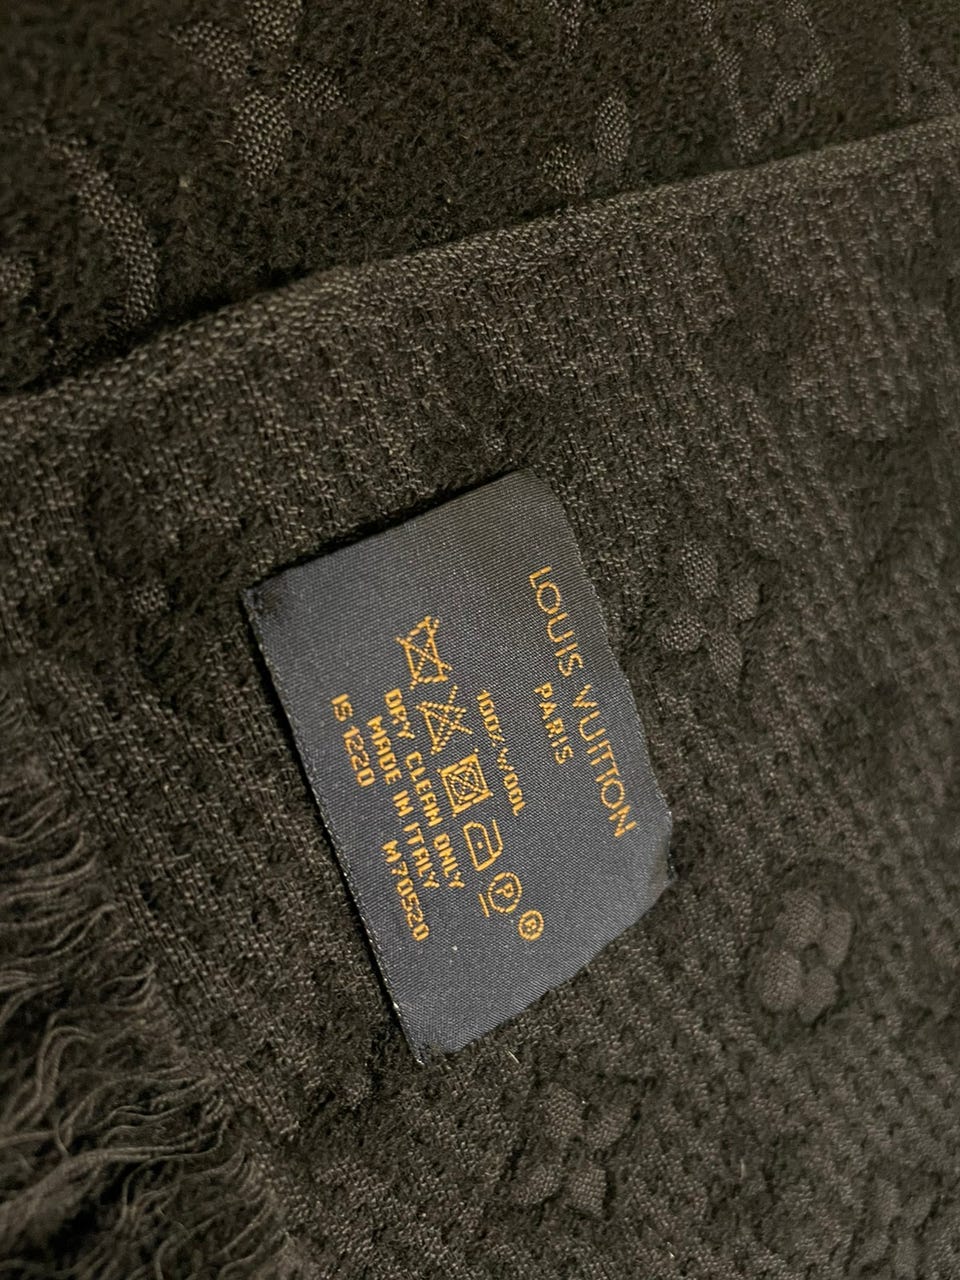 LOUIS VUITTON
PARIS
100% WOOL
P
DRY CLEAN ONLY
MADE IN ITALY
IS 1220 M70520